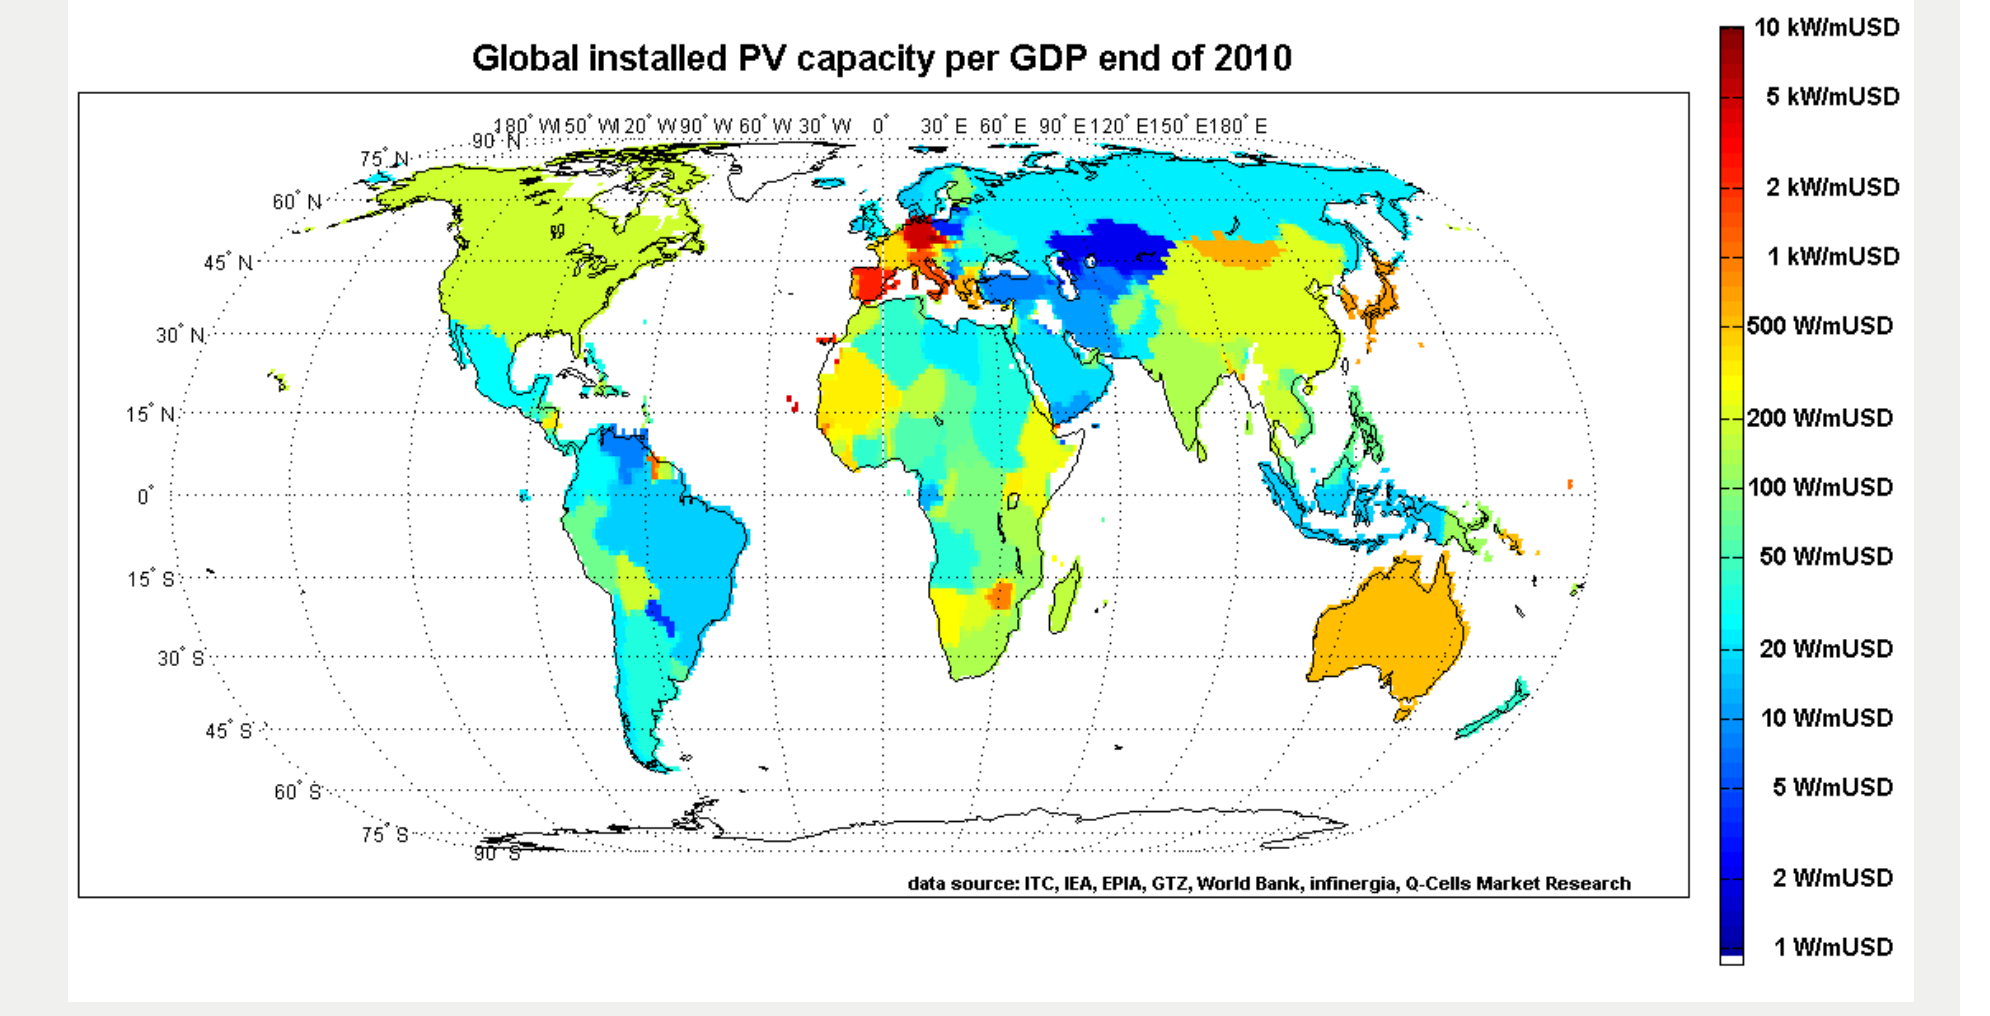 Global installed PV capacity per GDP end of 2010
180° W150° W120° W90° W 60° W 30° W 0° 30° E 60° E 90° E120° E150° E180° E
90° N
75° N
60° N
45° N
30° N
15° N
0°
15° S
30° S
45° S
60° S
75° S
90° S
data source: ITC, IEA, EPIA, GTZ, World Bank, infinergia, Q-Cells Market Research
10 kW/mUSD
5 kW/mUSD
2 kW/mUSD
1 kW/mUSD
500 W/mUSD
200 W/mUSD
100 W/mUSD
50 W/mUSD
20 W/mUSD
10 W/mUSD
5 W/mUSD
2 W/mUSD
1 W/mUSD